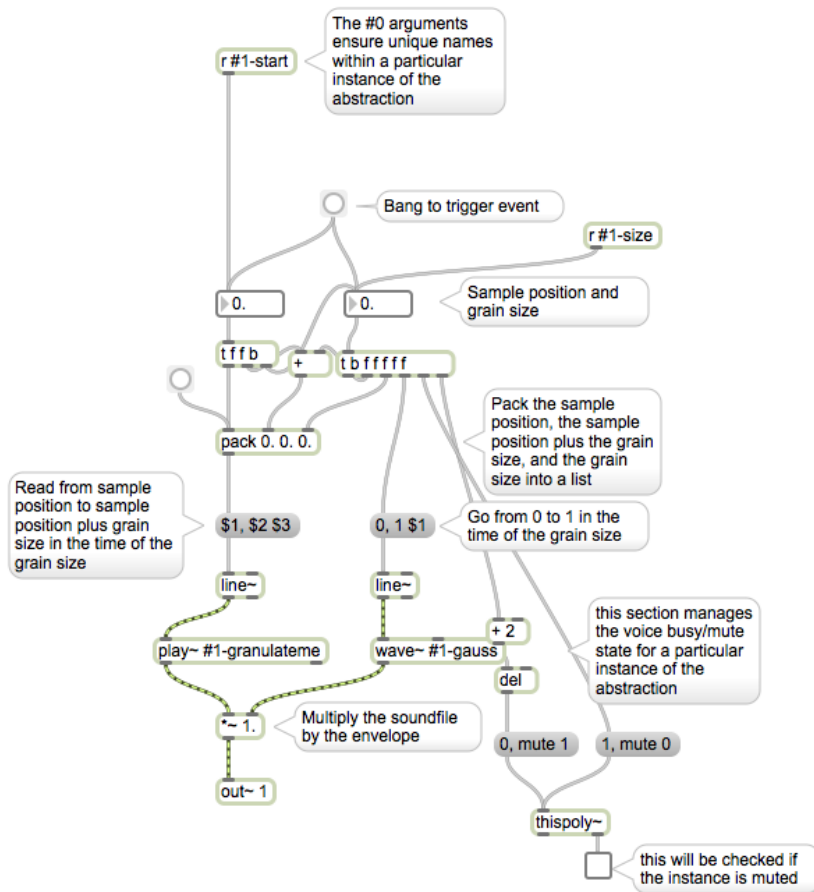 The #0 arguments
ensure unique names
within a particular
instance of the
abstraction
r #1-start
Bang to trigger event
r #1-size
0.
0.
Sample position and
grain size
t f f b
+
t b f f f f f
Pack the sample
position, the sample
position plus the grain
size, and the grain
size into a list
pack 0. 0. 0.
Read from sample
position to sample
position plus grain
size in the time of the
grain size
$1, $2 $3
0, 1 $1
Go from 0 to 1 in the
time of the grain size
line~
line~
this section manages
the voice busy/mute
state for a particular
instance of the
abstraction
+ 2
play~ #1-granulateme
wave~ #1-gauss
del
Multiply the soundfile
by the envelope
*~ 1.
0, mute 1
1, mute 0
out~ 1
thispoly~
this will be checked if
the instance is muted